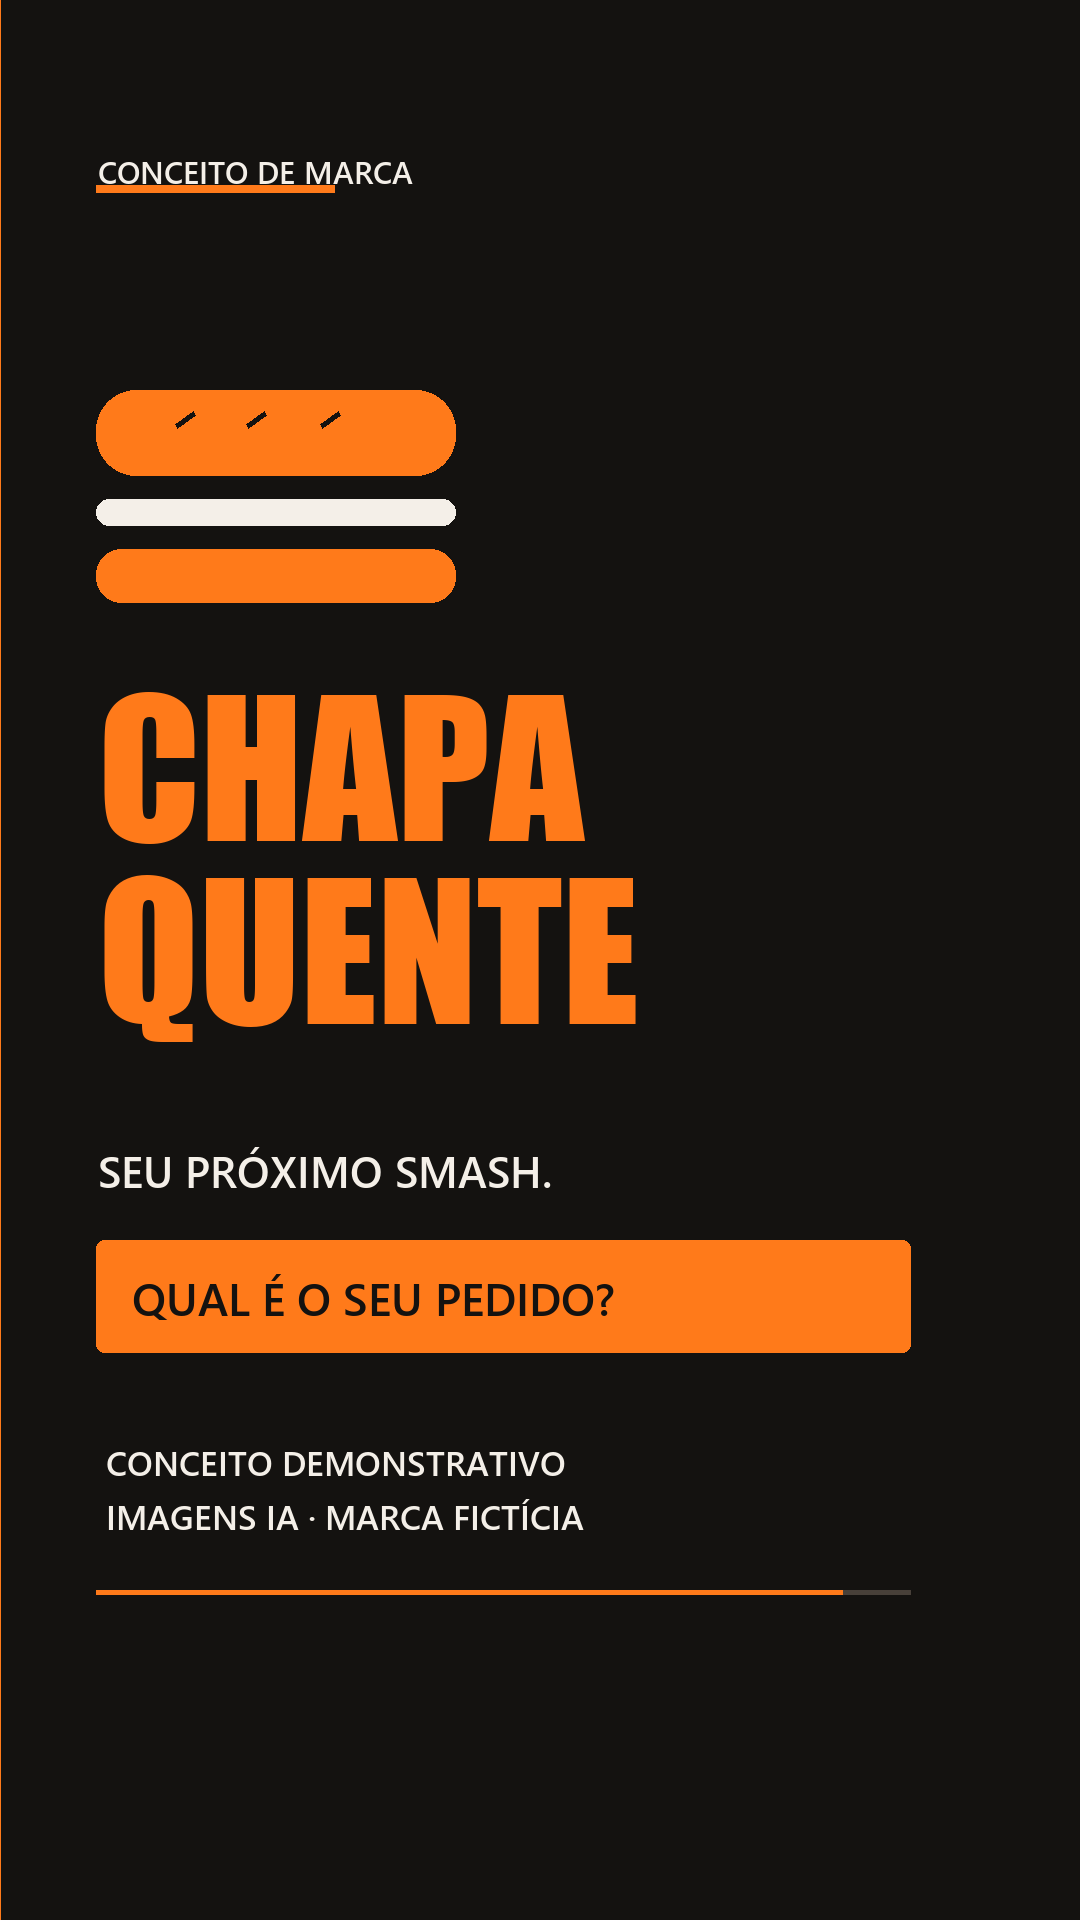 CONCEITO DE MARCA
CHAPA
QUENTE
SEU PRÓXIMO SMASH.
QUAL É O SEU PEDIDO?
CONCEITO DEMONSTRATIVO
IMAGENS IA · MARCA FICTÍCIA